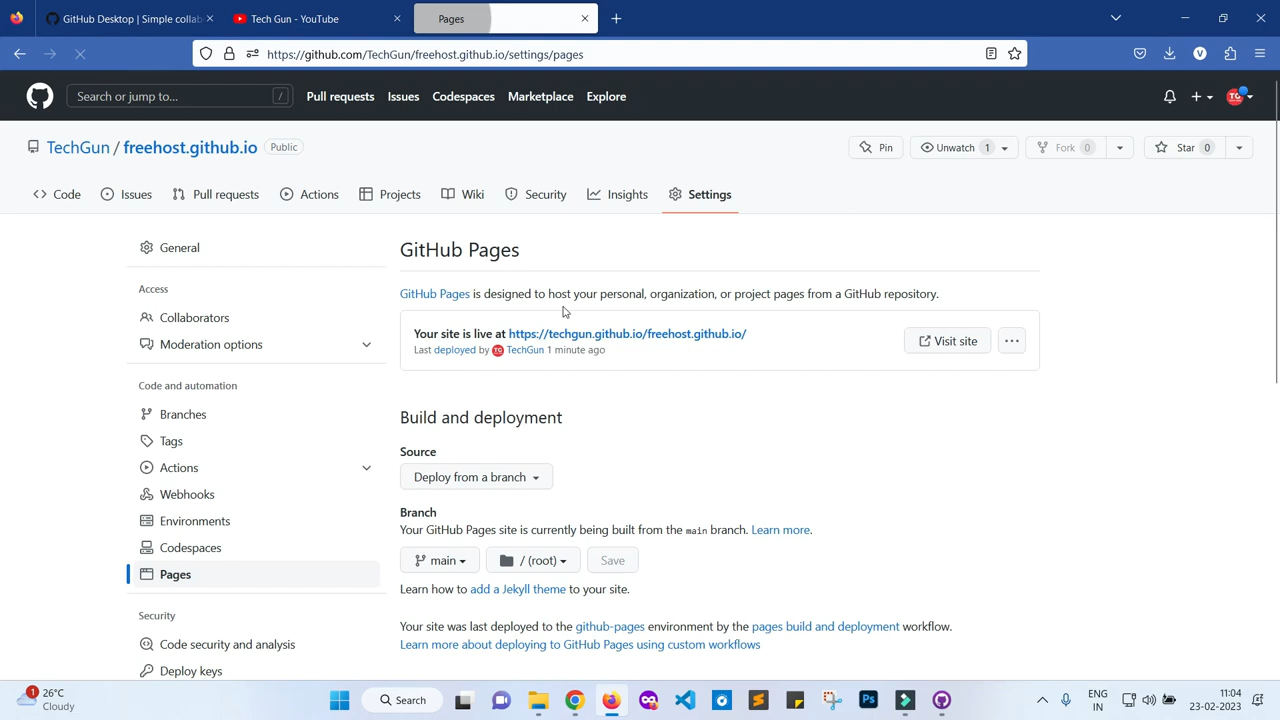 GitHub Desktop | Simple collab
Tech Gun - YouTube
Pages
https://github.com/TechGun/freehost.github.io/settings/pages
V
Search or jump to...
/
Pull requests
Issues
Codespaces
Marketplace
Explore
TG
TechGun / freehost.github.io
Public
Pin
Unwatch 1
Fork 0
Star 0
Code
Issues
Pull requests
Actions
Projects
Wiki
Security
Insights
Settings
General
Access
Collaborators
Moderation options
Code and automation
Branches
Tags
Actions
Webhooks
Environments
Codespaces
Pages
Security
Code security and analysis
Deploy keys
GitHub Pages
GitHub Pages is designed to host your personal, organization, or project pages from a GitHub repository.
Your site is live at https://techgun.github.io/freehost.github.io/
Last deployed by TG TechGun 1 minute ago
Visit site
Build and deployment
Source
Deploy from a branch
Branch
Your GitHub Pages site is currently being built from the main branch. Learn more.
main
/ (root)
Save
Learn how to add a Jekyll theme to your site.
Your site was last deployed to the github-pages environment by the pages build and deployment workflow.
Learn more about deploying to GitHub Pages using custom workflows
1
26°C
Cloudy
Search
Ps
ENG
IN
11:04
23-02-2023